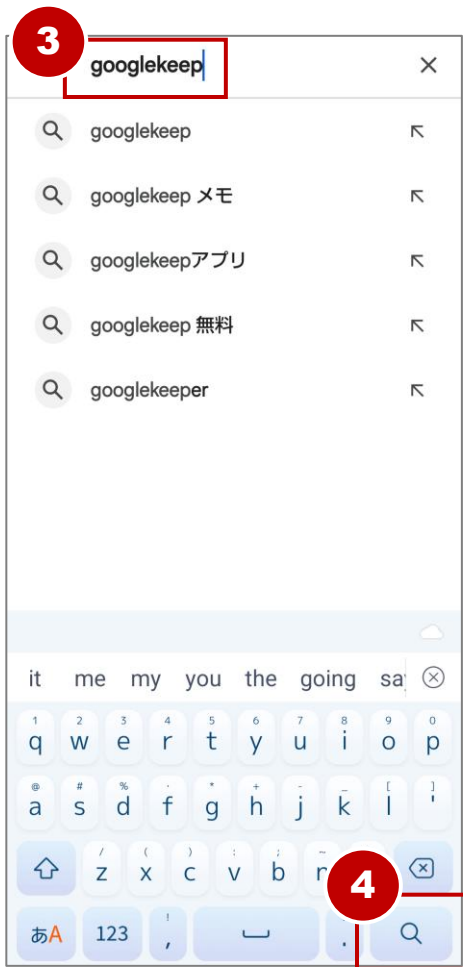 3
googlekeep
googlekeep
googlekeep メモ
googlekeepアプリ
googlekeep 無料
googlekeeper
it me my you the going sa
1 2 3 4 5 6 7 8 9 0
q w e r t y u i o p
@ # % - + - _ [ ]
a s d f g h j k l '
/ ( ) : ; ~
z x c v b
4
!
あA 123 , .